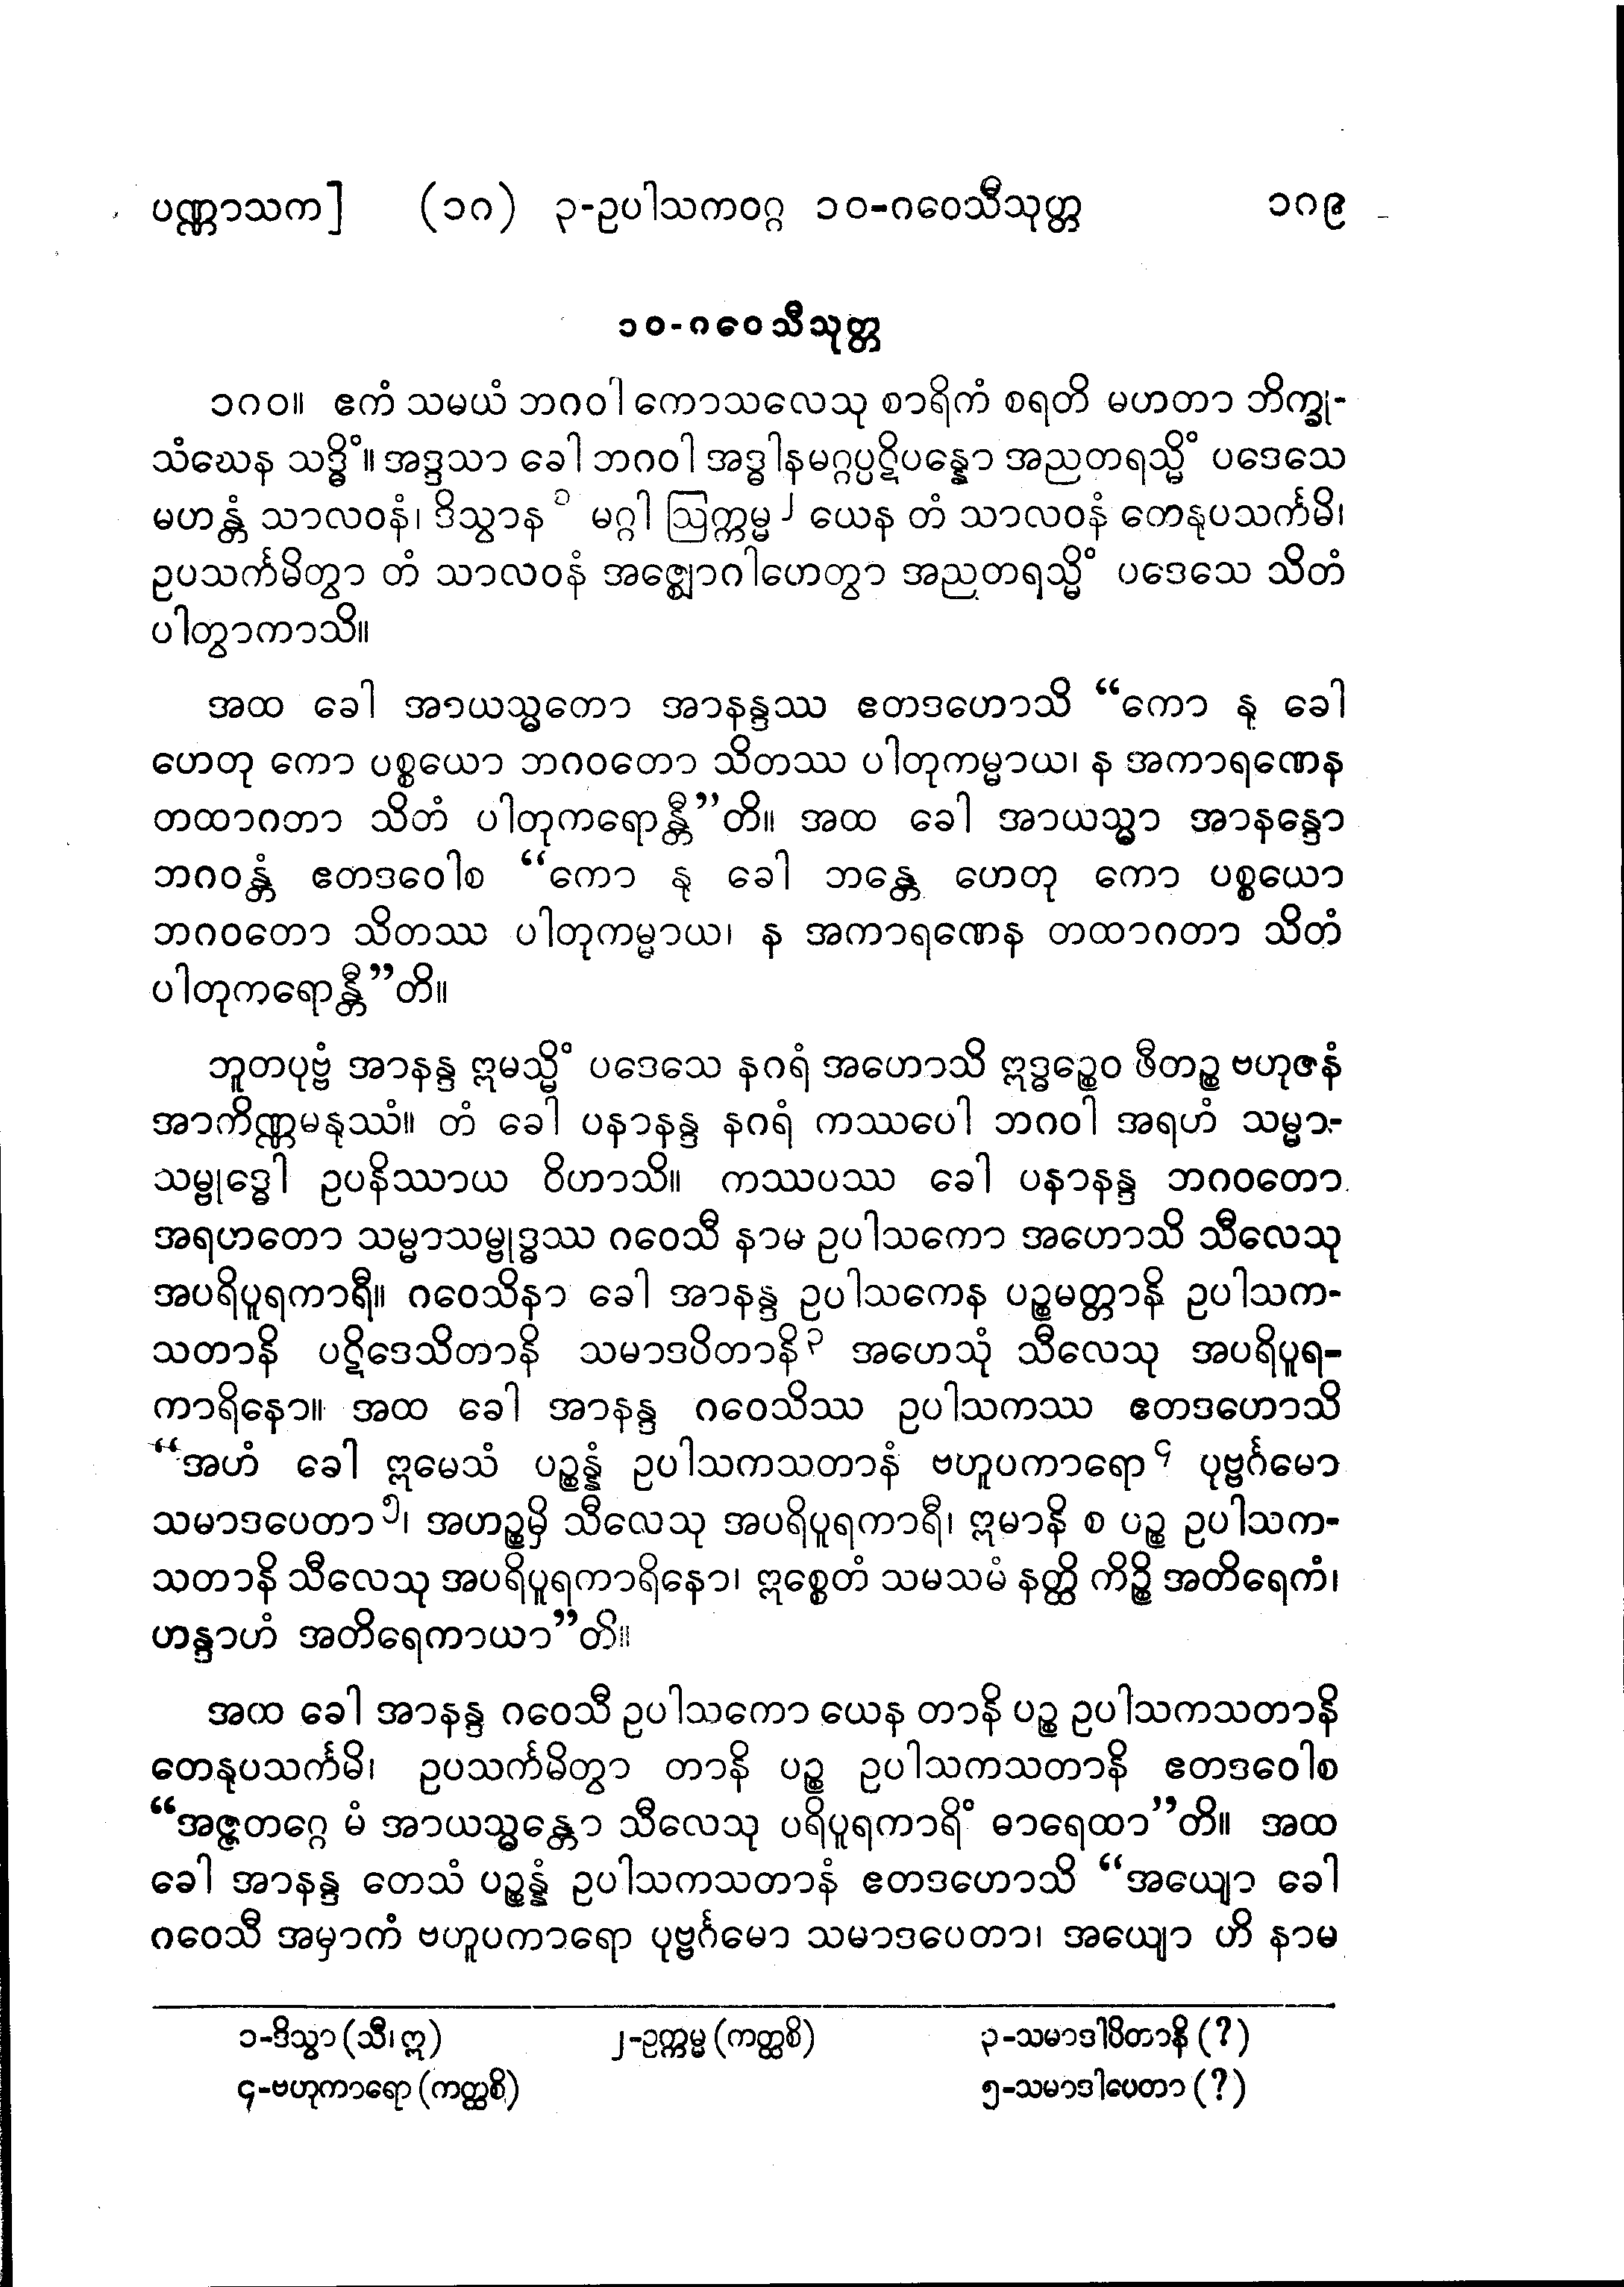 ပဏ္ဏာသက] (၁၈) ၃-ဥပါသကဝဂ္ဂ ၁၀-ဂဝေသီသုတ္တ ၁၈၉
၁၀-ဂဝေသီသုတ္တ
၁၈၀။ ဧကံ သမယံ ဘဂဝါ ကောသလေသု စာရိကံ စရတိ မဟတာ ဘိက္ခု-
သံဃေန သဒ္ဓိံ။ အဒ္ဒသာ ခေါ ဘဂဝါ အဒ္ဓါနမဂ္ဂပ္ပဋိပန္နော အညတရသ္မိံ ပဒေသေ
မဟန္တံ သာလဝနံ၊ ဒိသွာန ၁ မဂ္ဂါ ဩက္ကမ္မ ၂ ယေန တံ သာလဝနံ တေနုပသင်္ကမိ၊
ဥပသင်္ကမိတွာ တံ သာလဝနံ အဇ္ဈောဂါဟေတွာ အညတရသ္မိံ ပဒေသေ သိတံ
ပါတွာကာသိ။
အထ ခေါ အာယသ္မတော အာနန္ဒဿ ဧတဒဟောသိ “ကော နု ခေါ
ဟေတု ကော ပစ္စယော ဘဂဝတော သိတဿ ပါတုကမ္မာယ၊ န အကာရဏေန
တထာဂတာ သိတံ ပါတုကရောန္တီ”တိ။ အထ ခေါ အာယသ္မာ အာနန္ဒော
ဘဂဝန္တံ ဧတဒဝေါစ “ကော နု ခေါ ဘန္တေ ဟေတု ကော ပစ္စယော
ဘဂဝတော သိတဿ ပါတုကမ္မာယ၊ န အကာရဏေန တထာဂတာ သိတံ
ပါတုကရောန္တီ”တိ။
ဘူတပုဗ္ဗံ အာနန္ဒ ဣမသ္မိံ ပဒေသေ နဂရံ အဟောသိ ဣဒ္ဓဉ္စေဝ ဖီတဉ္စ ဗဟုဇနံ
အာကိဏ္ဏမနုဿံ။ တံ ခေါ ပနာနန္ဒ နဂရံ ကဿပေါ ဘဂဝါ အရဟံ သမ္မာ-
သမ္ဗုဒ္ဓေါ ဥပနိဿာယ ဝိဟာသိ။ ကဿပဿ ခေါ ပနာနန္ဒ ဘဂဝတော
အရဟတော သမ္မာသမ္ဗုဒ္ဓဿ ဂဝေသီ နာမ ဥပါသကော အဟောသိ သီလေသု
အပရိပူရကာရီ။ ဂဝေသိနာ ခေါ အာနန္ဒ ဥပါသကေန ပဉ္စမတ္တာနိ ဥပါသက-
သတာနိ ပဋိဒေသိတာနိ သမာဒပိတာနိ ၃ အဟေသုံ သီလေသု အပရိပူရ-
ကာရိနော။ အထ ခေါ အာနန္ဒ ဂဝေသိဿ ဥပါသကဿ ဧတဒဟောသိ
“အဟံ ခေါ ဣမေသံ ပဉ္စန္နံ ဥပါသကသတာနံ ဗဟူပကာရော ၄ ပုဗ္ဗင်္ဂမော
သမာဒပေတာ ၅၊ အဟဉ္စမှိ သီလေသု အပရိပူရကာရီ၊ ဣမာနိ စ ပဉ္စ ဥပါသက-
သတာနိ သီလေသု အပရိပူရကာရိနော၊ ဣစ္စေတံ သမသမံ နတ္ထိ ကိဉ္စိ အတိရေကံ၊
ဟန္ဒာဟံ အတိရေကာယာ”တိ။
အထ ခေါ အာနန္ဒ ဂဝေသီ ဥပါသကော ယေန တာနိ ပဉ္စ ဥပါသကသတာနိ
တေနုပသင်္ကမိ၊ ဥပသင်္ကမိတွာ တာနိ ပဉ္စ ဥပါသကသတာနိ ဧတဒဝေါစ
“အဇ္ဇတဂ္ဂေ မံ အာယသ္မန္တော သီလေသု ပရိပူရကာရိံ ဓာရေထာ”တိ။ အထ
ခေါ အာနန္ဒ တေသံ ပဉ္စန္နံ ဥပါသကသတာနံ ဧတဒဟောသိ “အယျော ခေါ
ဂဝေသီ အမှာကံ ဗဟူပကာရော ပုဗ္ဗင်္ဂမော သမာဒပေတာ၊ အယျော ဟိ နာမ
၁-ဒိသွာ (သီ၊ ဣ) ၂-ဥက္ကမ္မ (ကတ္ထစိ) ၃-သမာဒါပိတာနိ (?)
၄-ဗဟုကာရော (ကတ္ထစိ) ၅-သမာဒါပေတာ (?)